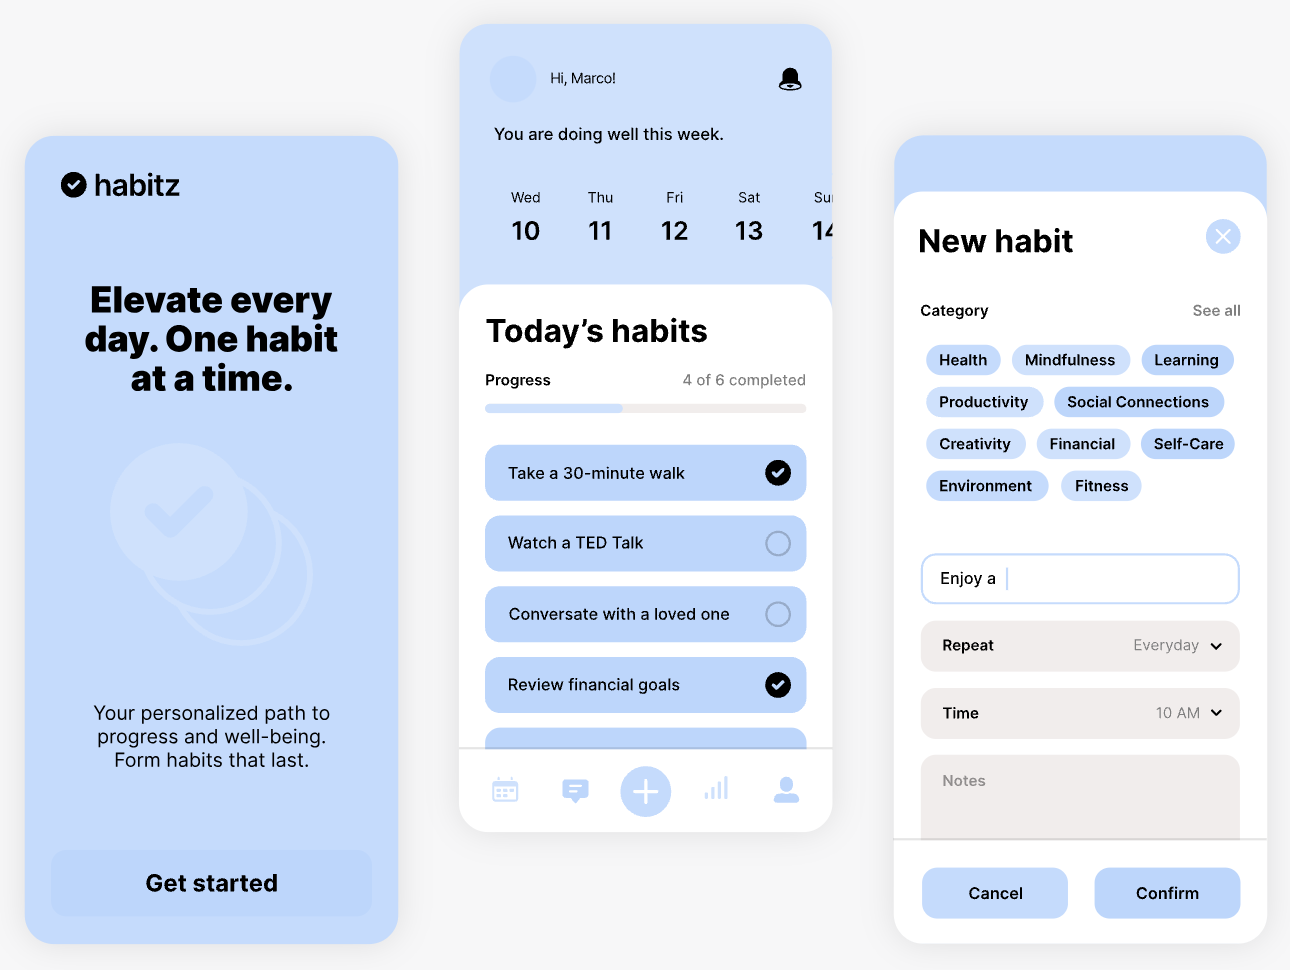 habitz
Elevate every
day. One habit
at a time.
Your personalized path to
progress and well-being.
Form habits that last.
Get started
Hi, Marco!
You are doing well this week.
Wed Thu Fri Sat Sun
10 11 12 13 14
Today’s habits
Progress 4 of 6 completed
Take a 30-minute walk
Watch a TED Talk
Conversate with a loved one
Review financial goals
New habit
Category See all
Health Mindfulness Learning
Productivity Social Connections
Creativity Financial Self-Care
Environment Fitness
Enjoy a
Repeat Everyday
Time 10 AM
Notes
Cancel Confirm